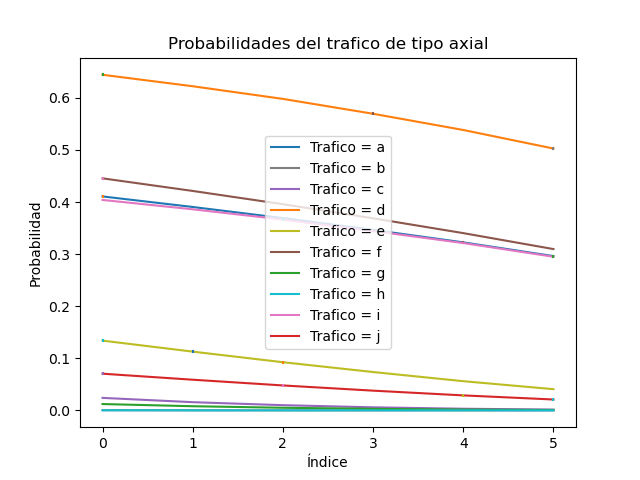 Probabilidades del trafico de tipo axial
Probabilidad
0.6
0.5
0.4
0.3
0.2
0.1
0.0
Trafico = a
Trafico = b
Trafico = c
Trafico = d
Trafico = e
Trafico = f
Trafico = g
Trafico = h
Trafico = i
Trafico = j
0 1 2 3 4 5
Índice